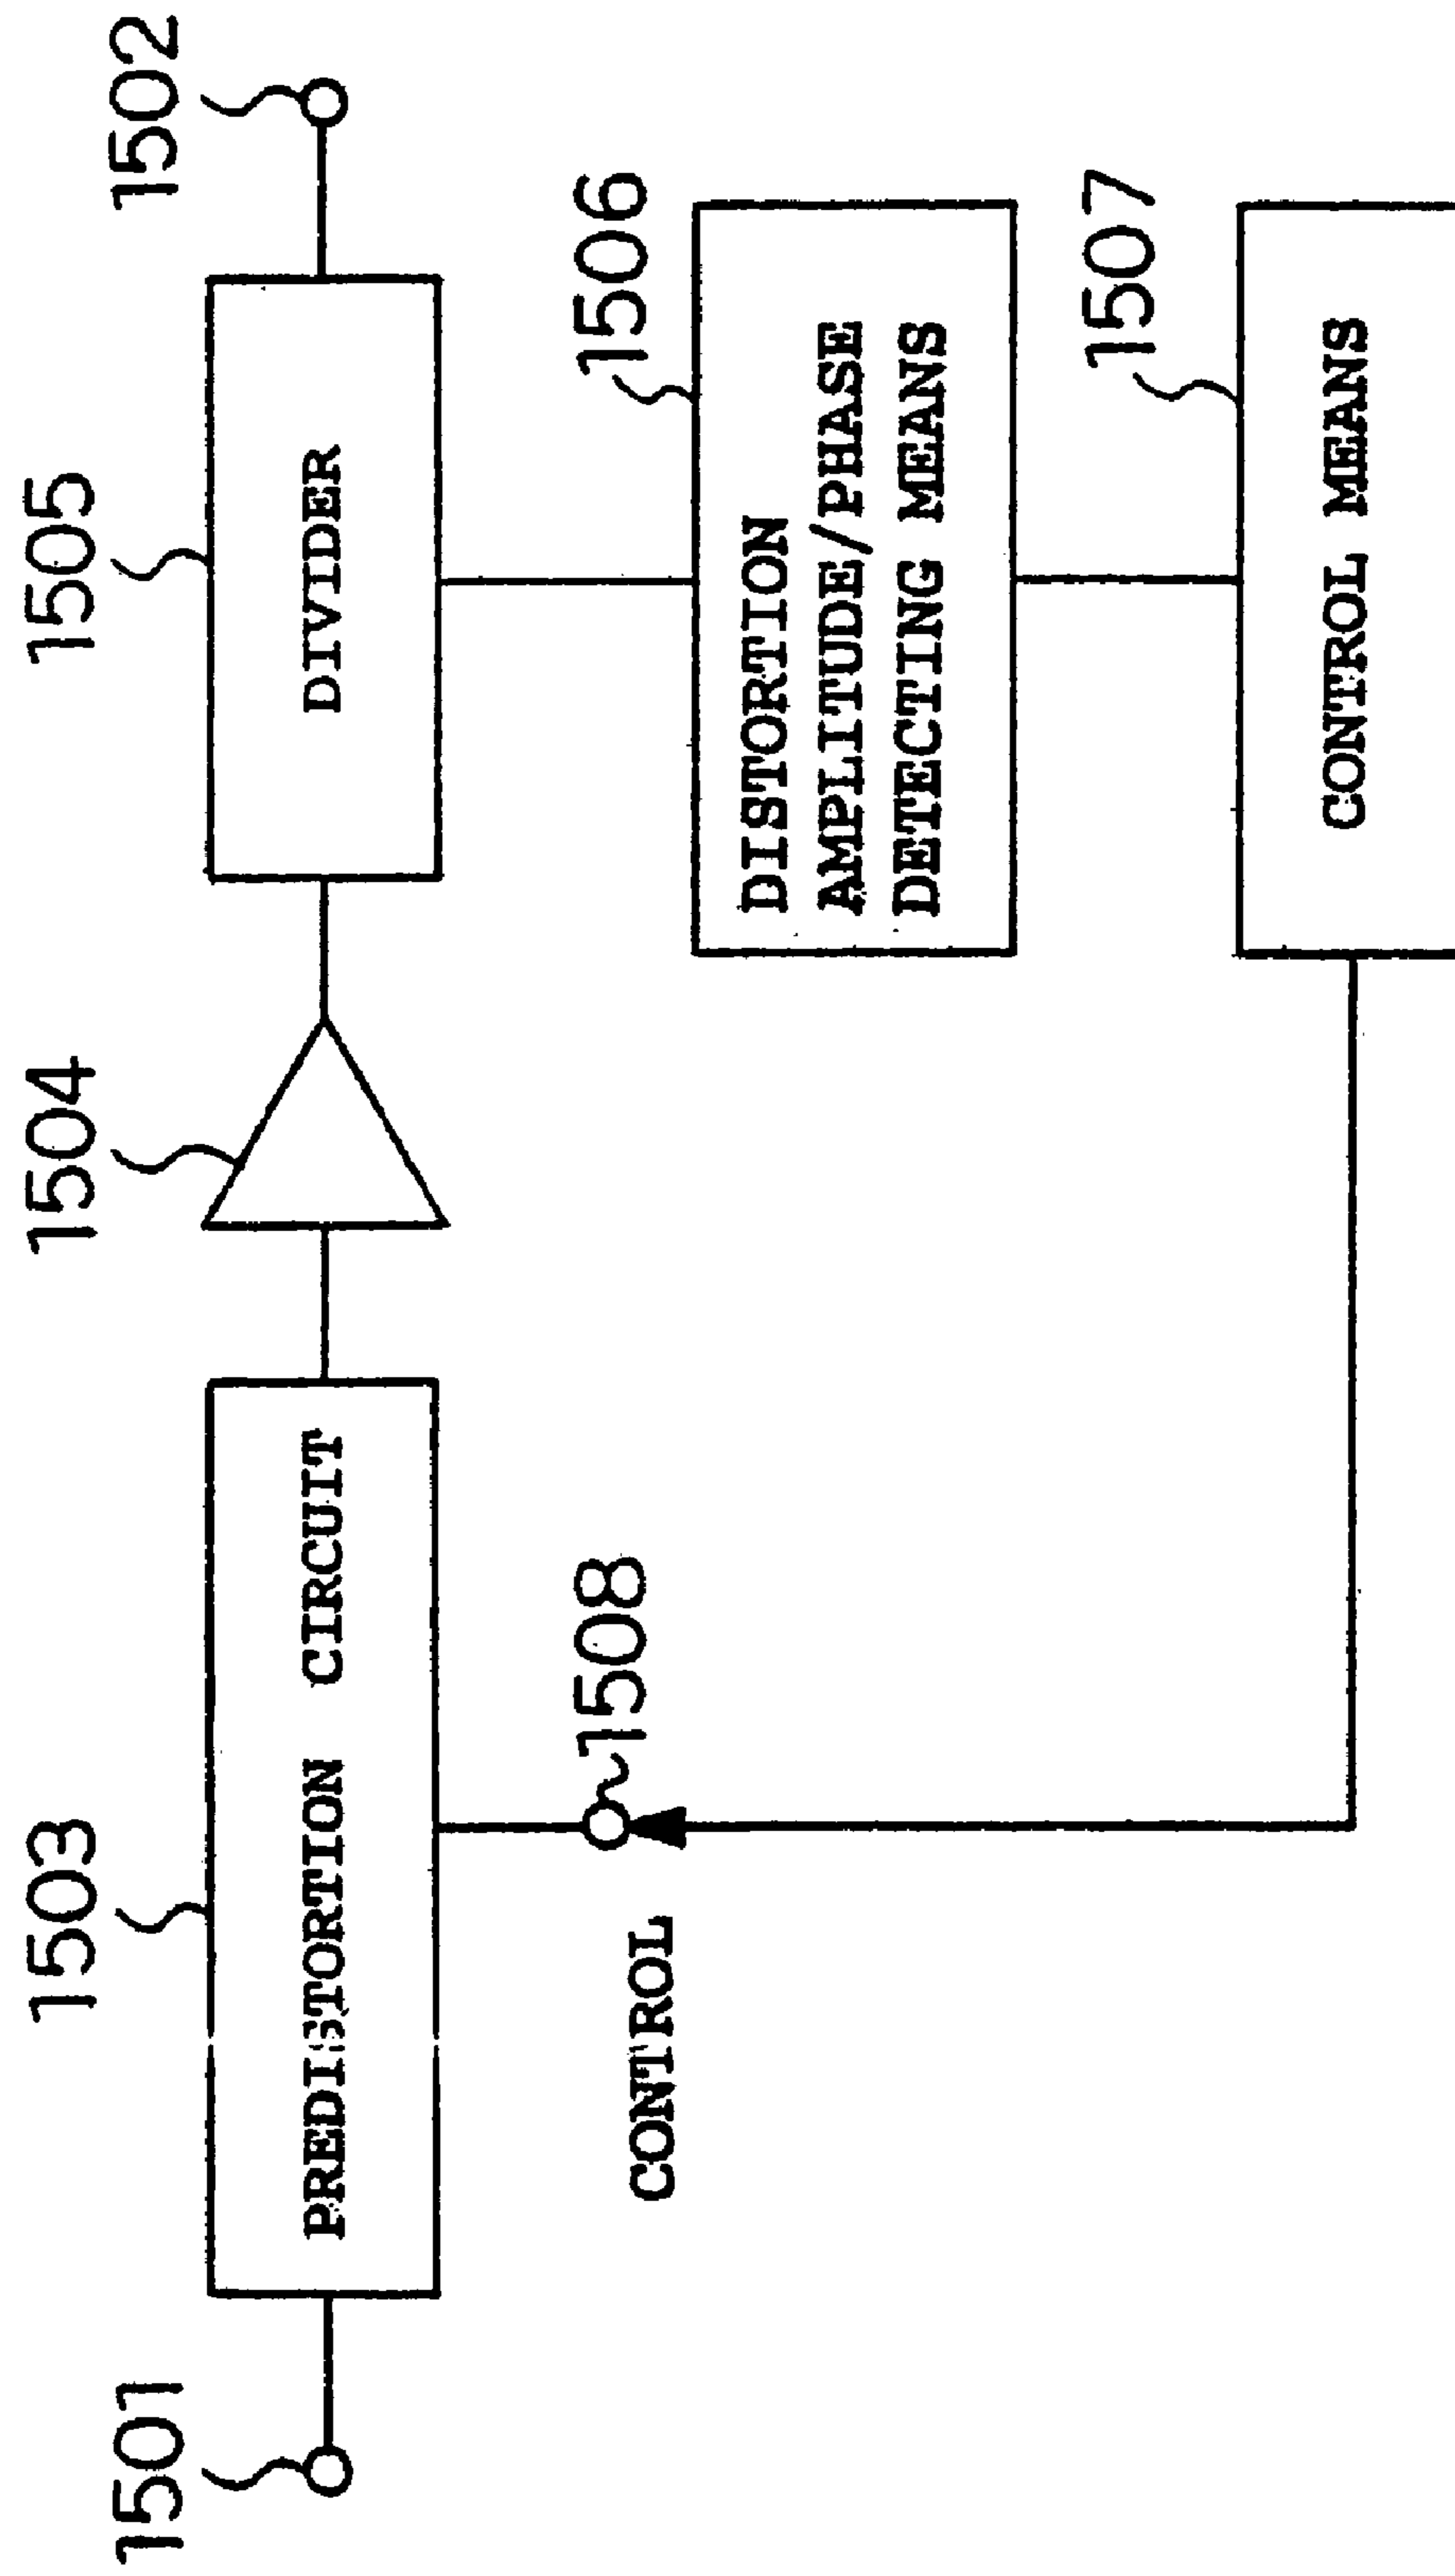 1501
1503
PREDISTORTION CIRCUIT
1504
1505
DIVIDER
1502
CONTROL
1508
1506
DISTORTION
AMPLITUDE/PHASE
DETECTING MEANS
1507
CONTROL MEANS